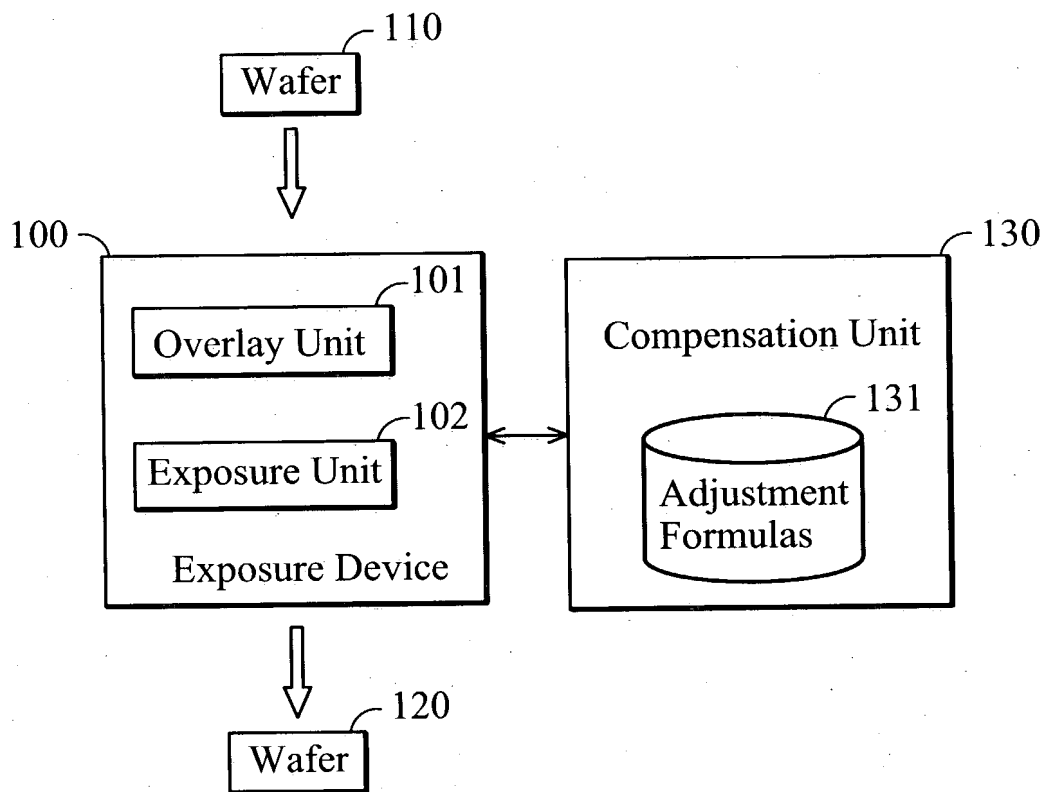 110
Wafer
100
130
101
Overlay Unit
Compensation Unit
102
131
Exposure Unit
Adjustment
Formulas
Exposure Device
120
Wafer